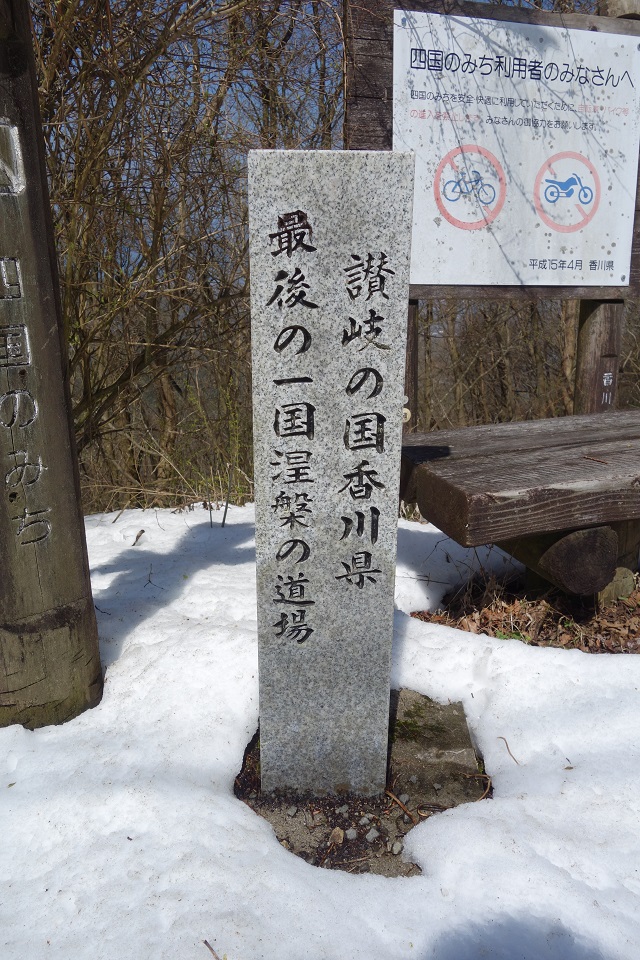 讃岐の国香川県
最後の一国涅槃の道場
四国のみち利用者のみなさんへ
四国のみちを安全・快適に利用していただくために、
みなさんの御協力をお願いします。
平成15年4月 香川県
四国のみち
香川